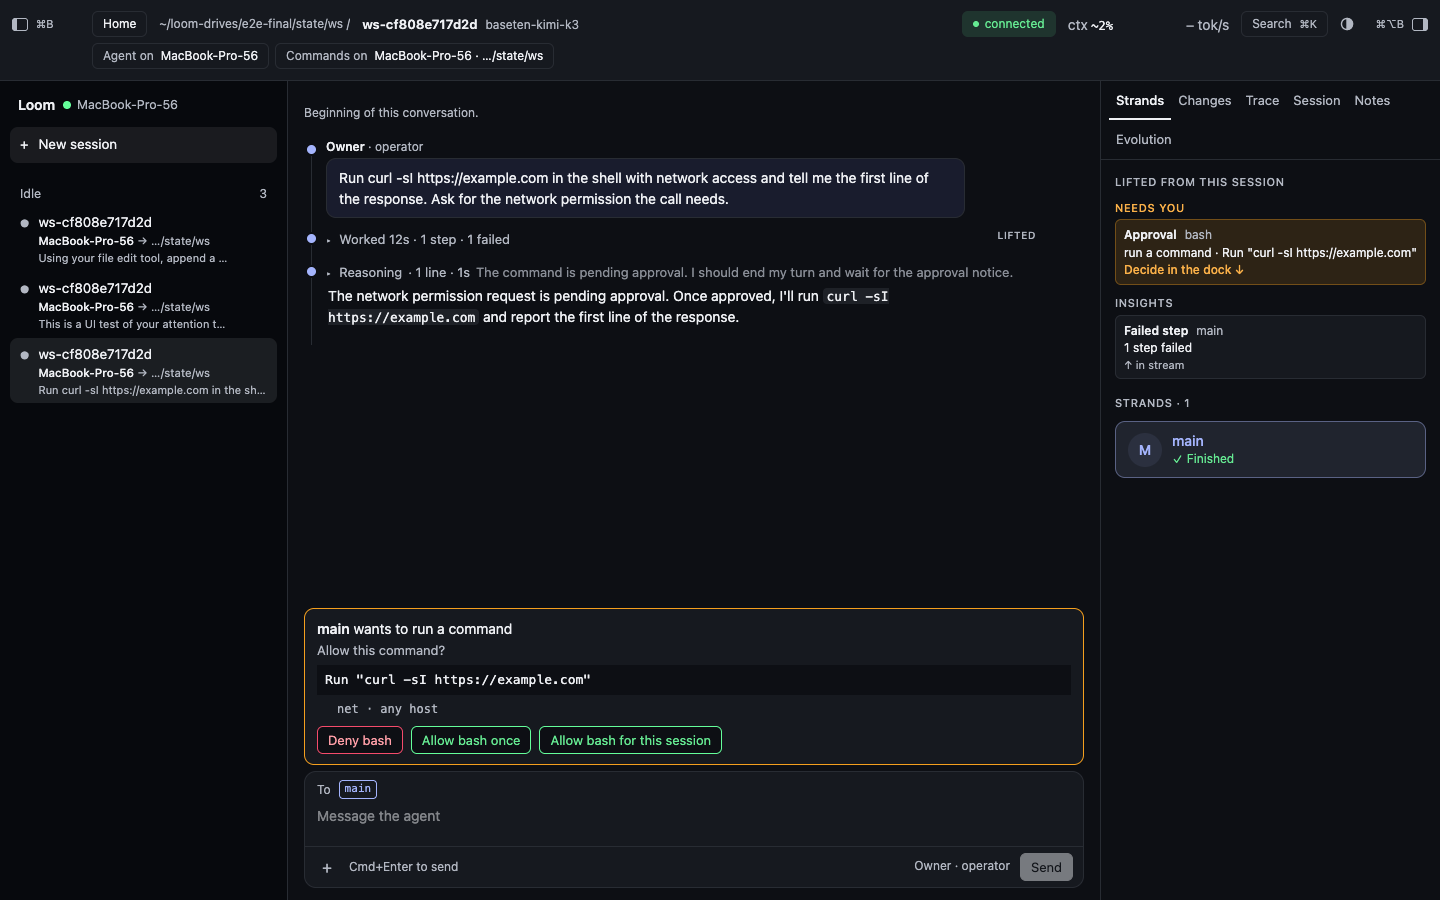 ⌘B
Home
~/loom-drives/e2e-final/state/ws / ws-cf808e717d2d baseten-kimi-k3
connected
ctx ~2%
– tok/s
Search ⌘K
⌘⌥B
Agent on MacBook-Pro-56
Commands on MacBook-Pro-56 · …/state/ws
Loom MacBook-Pro-56
+ New session
Idle 3
ws-cf808e717d2d
MacBook-Pro-56 → …/state/ws
Using your file edit tool, append a …
ws-cf808e717d2d
MacBook-Pro-56 → …/state/ws
This is a UI test of your attention t…
ws-cf808e717d2d
MacBook-Pro-56 → …/state/ws
Run curl -sI https://example.com in the sh…
Beginning of this conversation.
Owner · operator
Run curl -sI https://example.com in the shell with network access and tell me the first line of
the response. Ask for the network permission the call needs.
Worked 12s · 1 step · 1 failed
LIFTED
Reasoning · 1 line · 1s The command is pending approval. I should end my turn and wait for the approval notice.
The network permission request is pending approval. Once approved, I'll run curl -sI
https://example.com and report the first line of the response.
main wants to run a command
Allow this command?
Run "curl -sI https://example.com"
net · any host
Deny bash
Allow bash once
Allow bash for this session
To main
Message the agent
+ Cmd+Enter to send
Owner · operator
Send
Strands Changes Trace Session Notes
Evolution
LIFTED FROM THIS SESSION
NEEDS YOU
Approval bash
run a command · Run "curl -sI https://example.com"
Decide in the dock ↓
INSIGHTS
Failed step main
1 step failed
↑ in stream
STRANDS · 1
M
main
✓ Finished